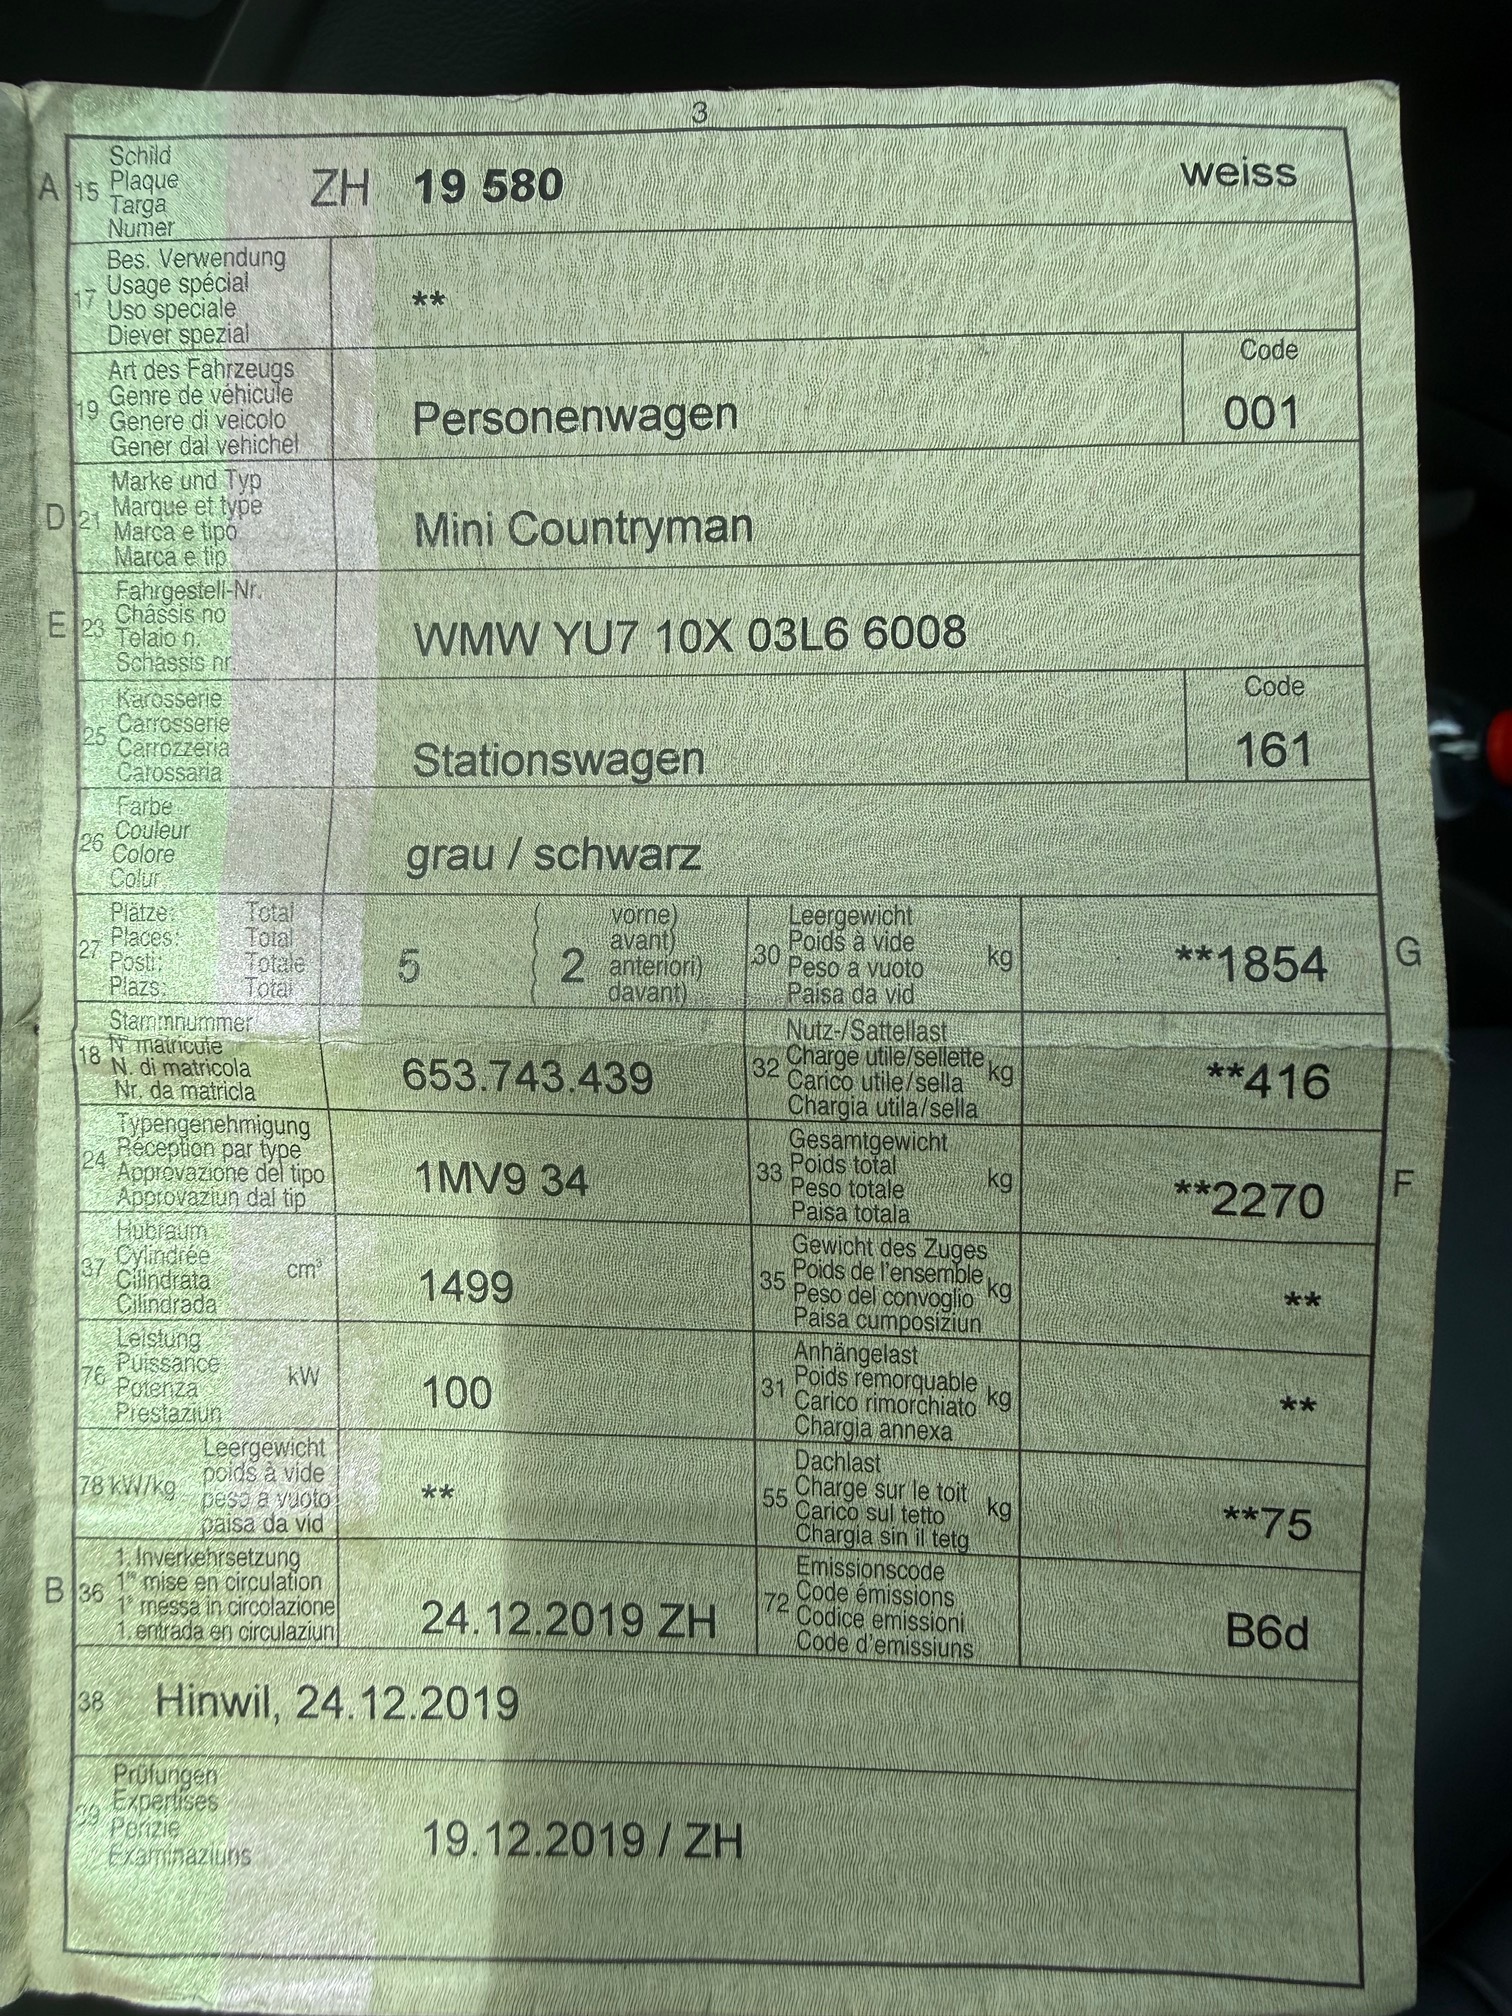 3
A 15 Schild
Plaque
Targa
Numer
ZH 19 580 weiss
17 Bes. Verwendung
Usage spécial
Uso speciale
Diever spezial
**
19 Art des Fahrzeugs
Genre de véhicule
Genere di veicolo
Gener dal vehichel
Personenwagen
Code
001
D 21 Marke und Typ
Marque et type
Marca e tipo
Marca e tip
Mini Countryman
E 23 Fahrgestell-Nr.
Châssis no
Telaio n.
Schassis nr.
WMW YU7 10X 03L6 6008
25 Karosserie
Carrosserie
Carrozzeria
Carossaria
Stationswagen
Code
161
26 Farbe
Couleur
Colore
Colur
grau / schwarz
27 Plätze: Total
Places: Total
Posti: Totale
Plazs: Total
5
2
vorne)
avant)
anteriori)
davant)
30 Leergewicht
Poids à vide
Peso a vuoto
Paisa da vid
kg
**1854
G
18 Stammnummer
N° matricule
N. di matricola
Nr. da matricla
653.743.439
32 Nutz-/Sattellast
Charge utile/sellette
Carico utile/sella
Chargia utila/sella
kg
**416
24 Typengenehmigung
Réception par type
Approvazione del tipo
Approvaziun dal tip
1MV9 34
33 Gesamtgewicht
Poids total
Peso totale
Paisa totala
kg
**2270
F
37 Hubraum
Cylindrée
Cilindrata
Cilindrada
cm³
1499
35 Gewicht des Zuges
Poids de l'ensemble
Peso del convoglio
Paisa cumposiziun
kg
**
76 Leistung
Puissance
Potenza
Prestaziun
kW
100
31 Anhängelast
Poids remorquable
Carico rimorchiato
Chargia annexa
kg
**
78 kW/kg Leergewicht
poids à vide
peso a vuoto
paisa da vid
**
55 Dachlast
Charge sur le toit
Carico sul tetto
Chargia sin il tetg
kg
**75
B 36 1. Inverkehrsetzung
1re mise en circulation
1a messa in circolazione
1. entrada en circulaziun
24.12.2019 ZH
72 Emissionscode
Code émissions
Codice emissioni
Code d'emissiuns
B6d
38 Hinwil, 24.12.2019
39 Prüfungen
Expertises
Perizie
Examinaziuns
19.12.2019 / ZH